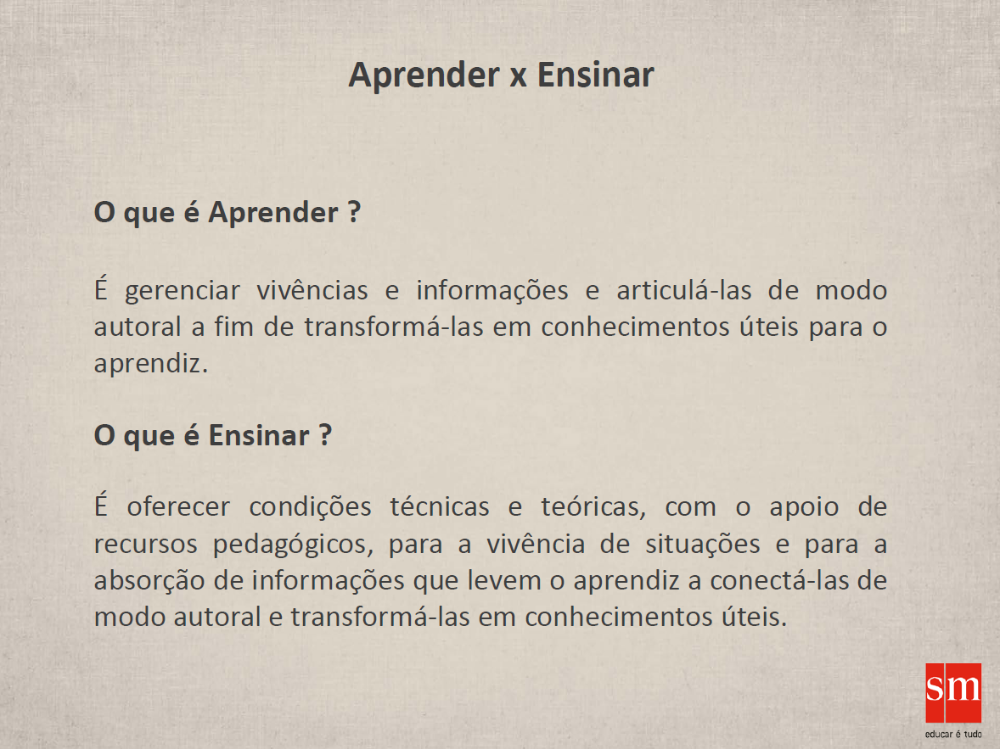 Aprender x Ensinar
O que é Aprender ?
É gerenciar vivências e informações e articulá-las de modo
autoral a fim de transformá-las em conhecimentos úteis para o
aprendiz.
O que é Ensinar ?
É oferecer condições técnicas e teóricas, com o apoio de
recursos pedagógicos, para a vivência de situações e para a
absorção de informações que levem o aprendiz a conectá-las de
modo autoral e transformá-las em conhecimentos úteis.
sm
educar é tudo